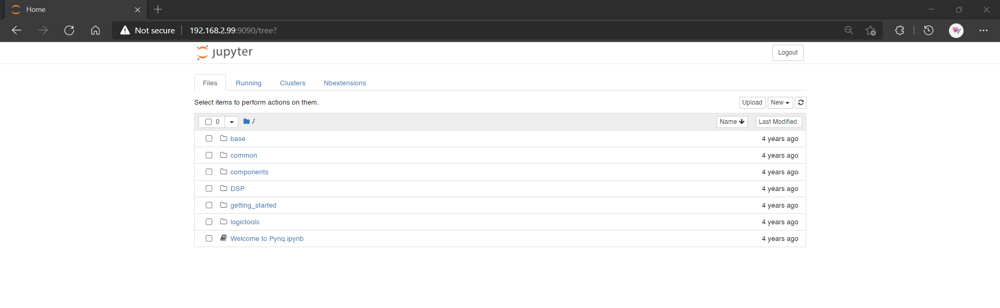 Home
Not secure 192.168.2.99:9090/tree?
jupyter
Logout
Files Running Clusters Nbextensions
Select items to perform actions on them.
Upload New
0 / Name Last Modified
base 4 years ago
common 4 years ago
components 4 years ago
DSP 4 years ago
getting_started 4 years ago
logictools 4 years ago
Welcome to Pynq.ipynb 4 years ago